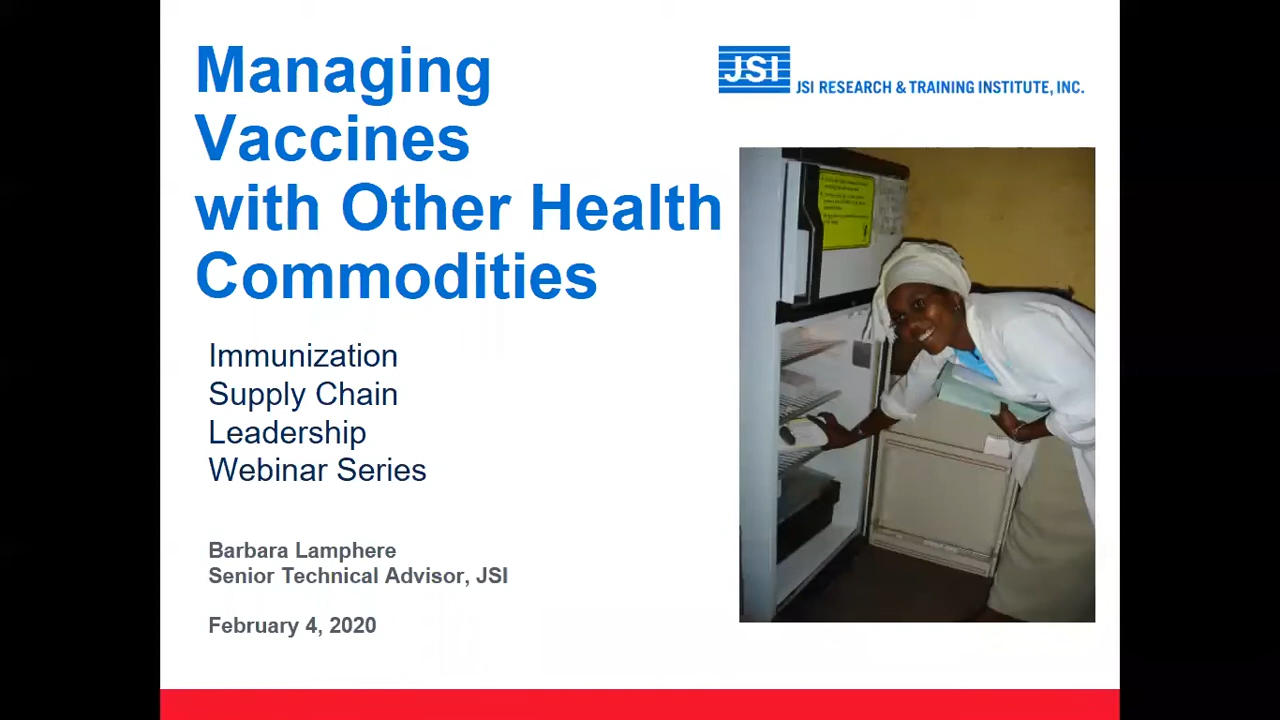 Managing
Vaccines
with Other Health
Commodities
JSI
JSI RESEARCH & TRAINING INSTITUTE, INC.
Immunization
Supply Chain
Leadership
Webinar Series
Barbara Lamphere
Senior Technical Advisor, JSI
February 4, 2020